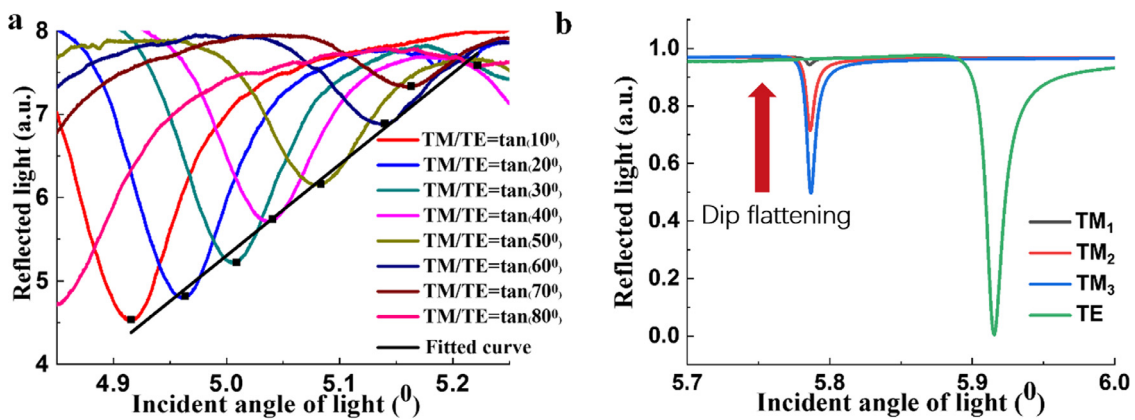 a
Reflected light (a.u.)
8
7
6
5
4
4.9
5.0
5.1
5.2
Incident angle of light (⁰)
TM/TE=tan(10⁰)
TM/TE=tan(20⁰)
TM/TE=tan(30⁰)
TM/TE=tan(40⁰)
TM/TE=tan(50⁰)
TM/TE=tan(60⁰)
TM/TE=tan(70⁰)
TM/TE=tan(80⁰)
Fitted curve
b
Reflected light (a.u.)
1.0
0.8
0.6
0.4
0.2
0.0
5.7
5.8
5.9
6.0
Incident angle of light (⁰)
Dip flattening
TM₁
TM₂
TM₃
TE